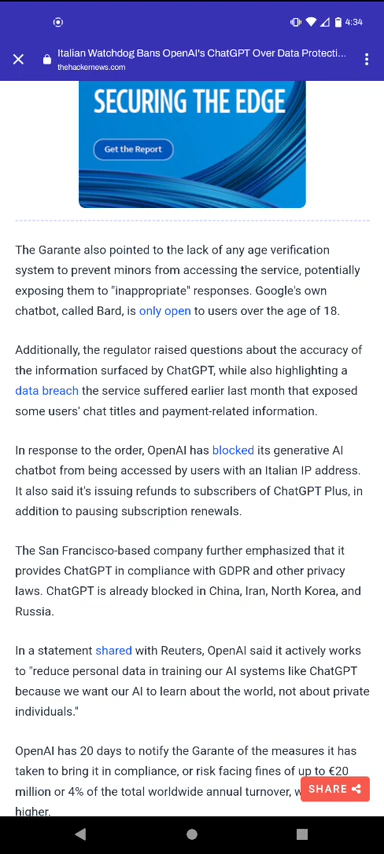 4:34
Italian Watchdog Bans OpenAI's ChatGPT Over Data Protecti...
thehackernews.com
SECURING THE EDGE
Get the Report
The Garante also pointed to the lack of any age verification
system to prevent minors from accessing the service, potentially
exposing them to "inappropriate" responses. Google's own
chatbot, called Bard, is only open to users over the age of 18.
Additionally, the regulator raised questions about the accuracy of
the information surfaced by ChatGPT, while also highlighting a
data breach the service suffered earlier last month that exposed
some users' chat titles and payment-related information.
In response to the order, OpenAI has blocked its generative AI
chatbot from being accessed by users with an Italian IP address.
It also said it's issuing refunds to subscribers of ChatGPT Plus, in
addition to pausing subscription renewals.
The San Francisco-based company further emphasized that it
provides ChatGPT in compliance with GDPR and other privacy
laws. ChatGPT is already blocked in China, Iran, North Korea, and
Russia.
In a statement shared with Reuters, OpenAI said it actively works
to "reduce personal data in training our AI systems like ChatGPT
because we want our AI to learn about the world, not about private
individuals."
OpenAI has 20 days to notify the Garante of the measures it has
taken to bring it in compliance, or risk facing fines of up to €20
million or 4% of the total worldwide annual turnover,
SHARE
higher.